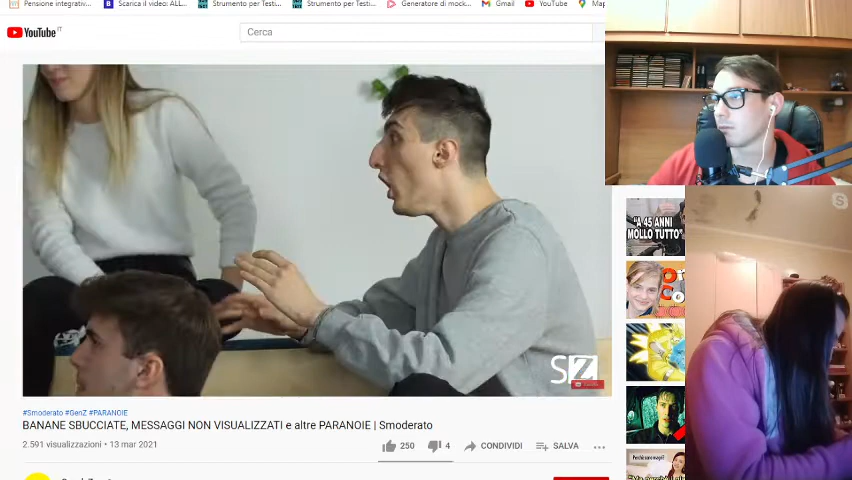 Pensione integrativ...
Scarica il video: ALL...
Strumento per Testi...
Strumento per Testi...
Generatore di mock...
Gmail
YouTube
Map
YouTube IT
Cerca
"A 45 ANNI
MOLLO TUTTO"
SZ
#Smoderato #GenZ #PARANOIE
BANANE SBUCCIATE, MESSAGGI NON VISUALIZZATI e altre PARANOIE | Smoderato
2.591 visualizzazioni • 13 mar 2021
250
4
CONDIVIDI
SALVA
...